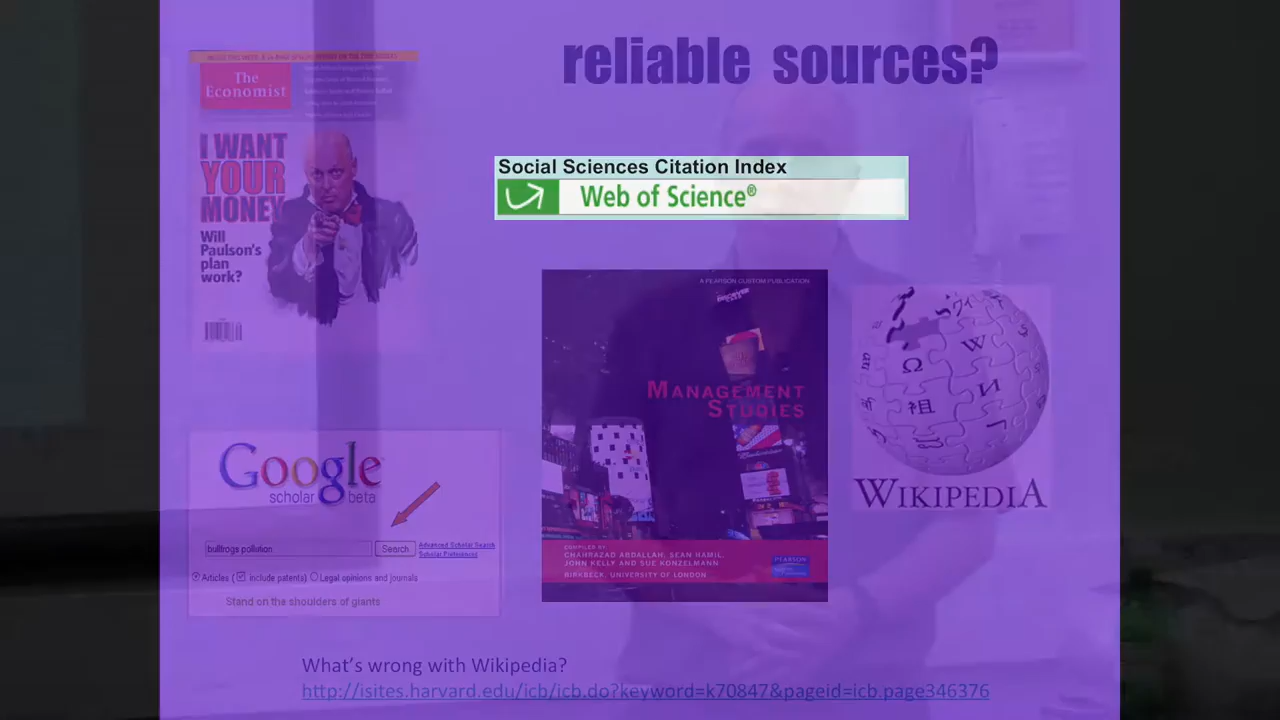 reliable sources?
The
Economist
I WANT
YOUR
MONEY
Will
Paulson's
plan
work?
Social Sciences Citation Index
Web of Science®
A PEARSON CUSTOM PUBLICATION
MANAGEMENT
STUDIES
COMPILED BY:
CHAHRAZAD ABDALLAH, SEAN HAMIL,
JOHN KELLY AND SUE KONZELMANN
BIRKBECK, UNIVERSITY OF LONDON
PEARSON
Ω W И 祖
WIKIPEDIA
Google
scholar beta
bullfrogs pollution Search Advanced Scholar Search
Scholar Preferences
Articles ( include patents) Legal opinions and journals
Stand on the shoulders of giants
What's wrong with Wikipedia?
http://isites.harvard.edu/icb/icb.do?keyword=k70847&pageid=icb.page346376